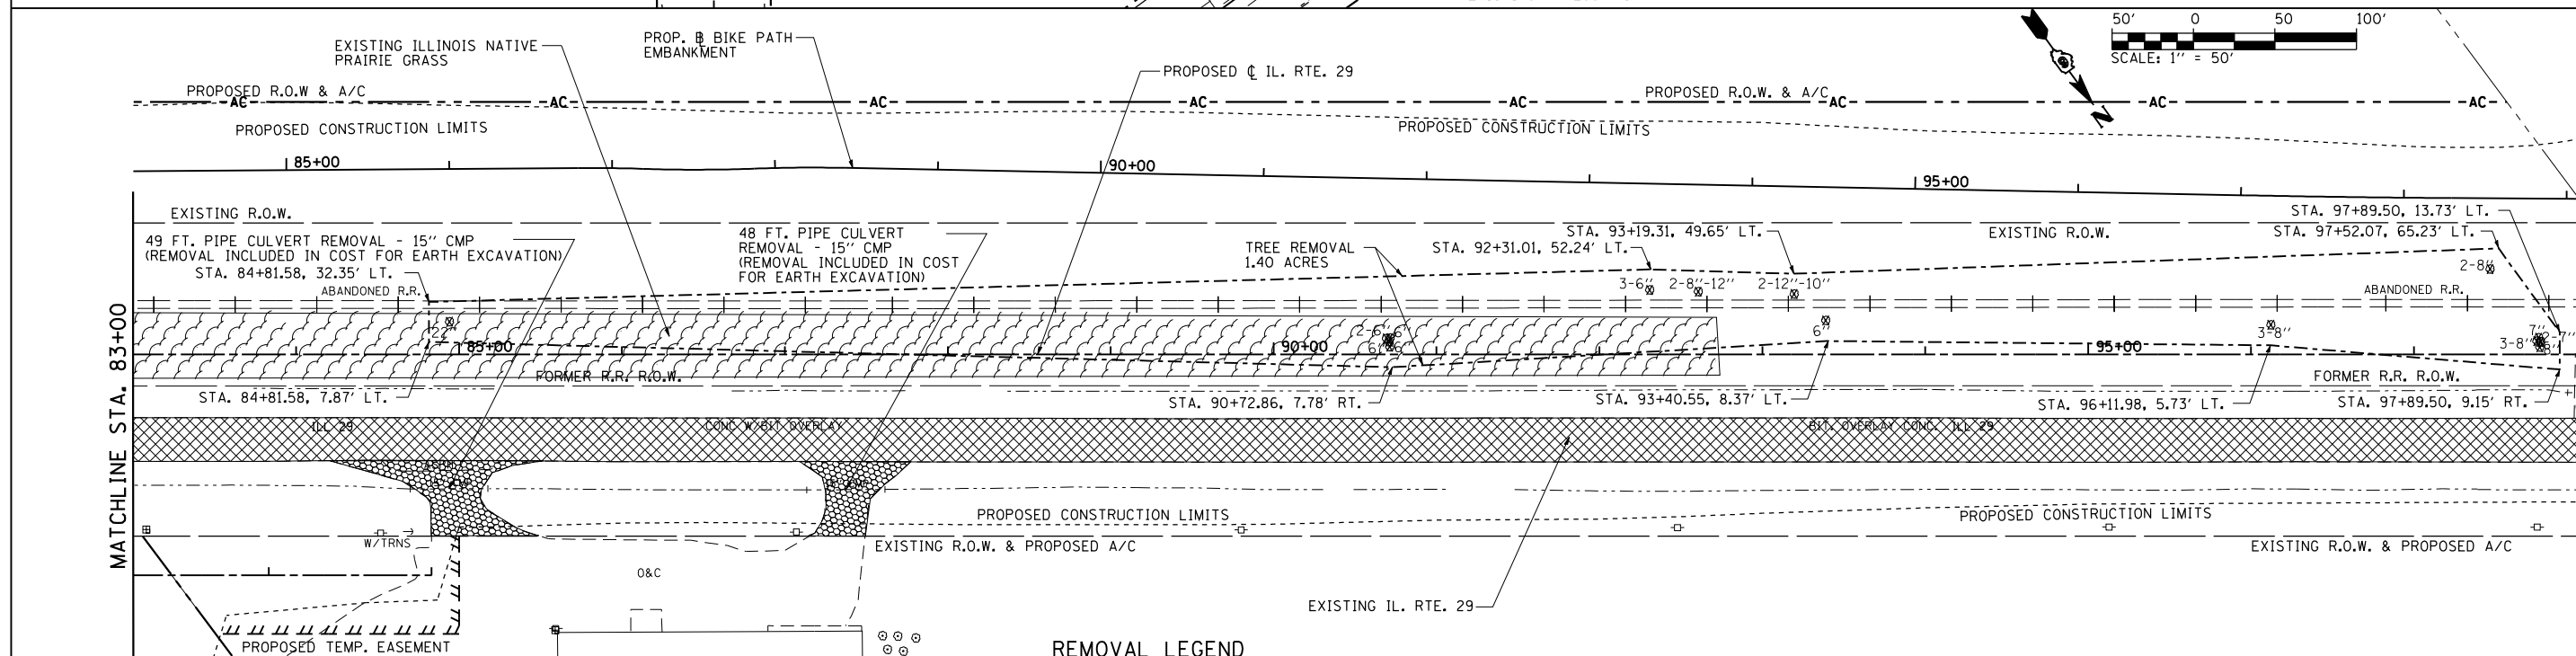 50' 0 50 100'
SCALE: 1'' = 50'
N
EXISTING ILLINOIS NATIVE
PRAIRIE GRASS
PROP. ℄ BIKE PATH
EMBANKMENT
PROPOSED ℄ IL. RTE. 29
PROPOSED R.O.W & A/C
PROPOSED R.O.W. & A/C
AC AC AC AC AC AC AC AC
PROPOSED CONSTRUCTION LIMITS
PROPOSED CONSTRUCTION LIMITS
85+00
90+00
95+00
EXISTING R.O.W.
EXISTING R.O.W.
49 FT. PIPE CULVERT REMOVAL - 15'' CMP
(REMOVAL INCLUDED IN COST FOR EARTH EXCAVATION)
STA. 84+81.58, 32.35' LT.
48 FT. PIPE CULVERT
REMOVAL - 15'' CMP
(REMOVAL INCLUDED IN COST
FOR EARTH EXCAVATION)
TREE REMOVAL
1.40 ACRES
STA. 92+31.01, 52.24' LT.
STA. 93+19.31, 49.65' LT.
STA. 97+89.50, 13.73' LT.
STA. 97+52.07, 65.23' LT.
ABANDONED R.R.
ABANDONED R.R.
3-6''
2-8''-12''
2-12''-10''
2-8''
22''
6''
3-8''
7''
3-8''
85+00
90+00
95+00
FORMER R.R. R.O.W.
FORMER R.R. R.O.W.
STA. 84+81.58, 7.87' LT.
STA. 90+72.86, 7.78' RT.
STA. 93+40.55, 8.37' LT.
STA. 96+11.98, 5.73' LT.
STA. 97+89.50, 9.15' RT.
MATCHLINE STA. 83+00
ILL 29
CONC W/BIT OVERLAY
BIT. OVERLAY CONC. ILL 29
PROPOSED CONSTRUCTION LIMITS
PROPOSED CONSTRUCTION LIMITS
W/TRNS
EXISTING R.O.W. & PROPOSED A/C
EXISTING R.O.W. & PROPOSED A/C
O&C
EXISTING IL. RTE. 29
PROPOSED TEMP. EASEMENT
REMOVAL LEGEND